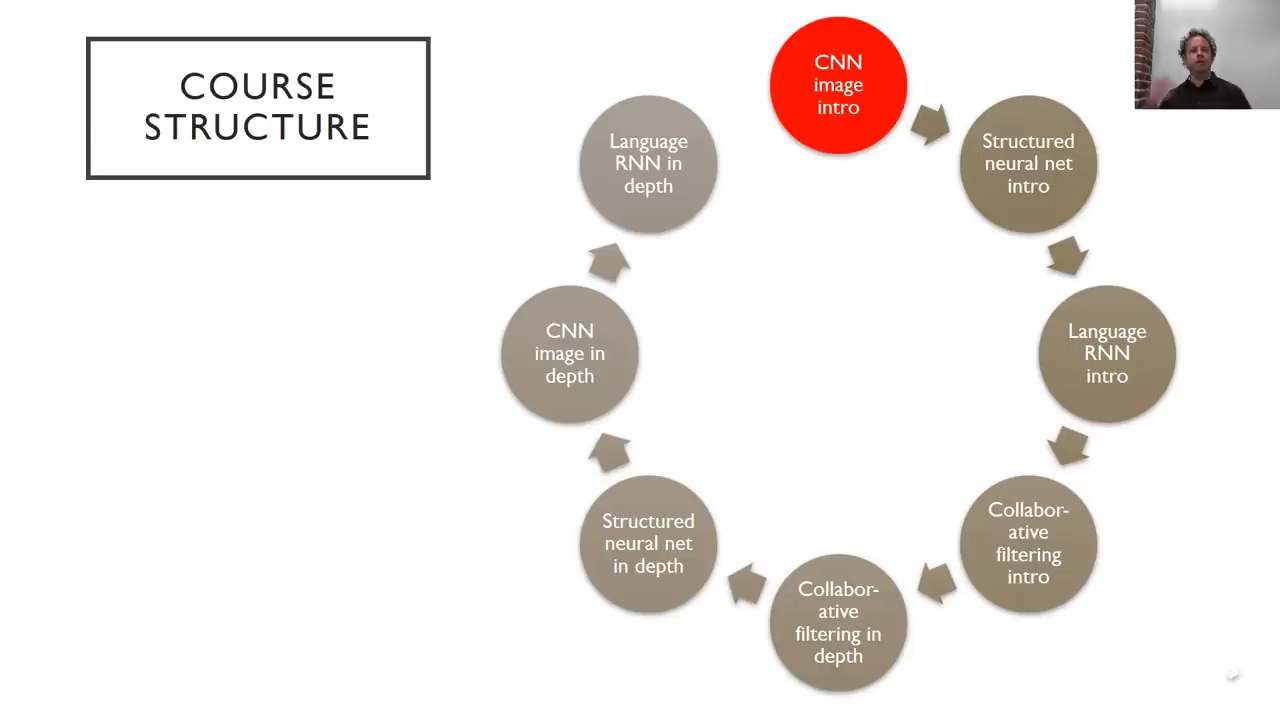 COURSE
STRUCTURE
CNN
image
intro
Structured
neural net
intro
Language
RNN
intro
Collabor-
ative
filtering
intro
Collabor-
ative
filtering in
depth
Structured
neural net
in depth
CNN
image in
depth
Language
RNN in
depth